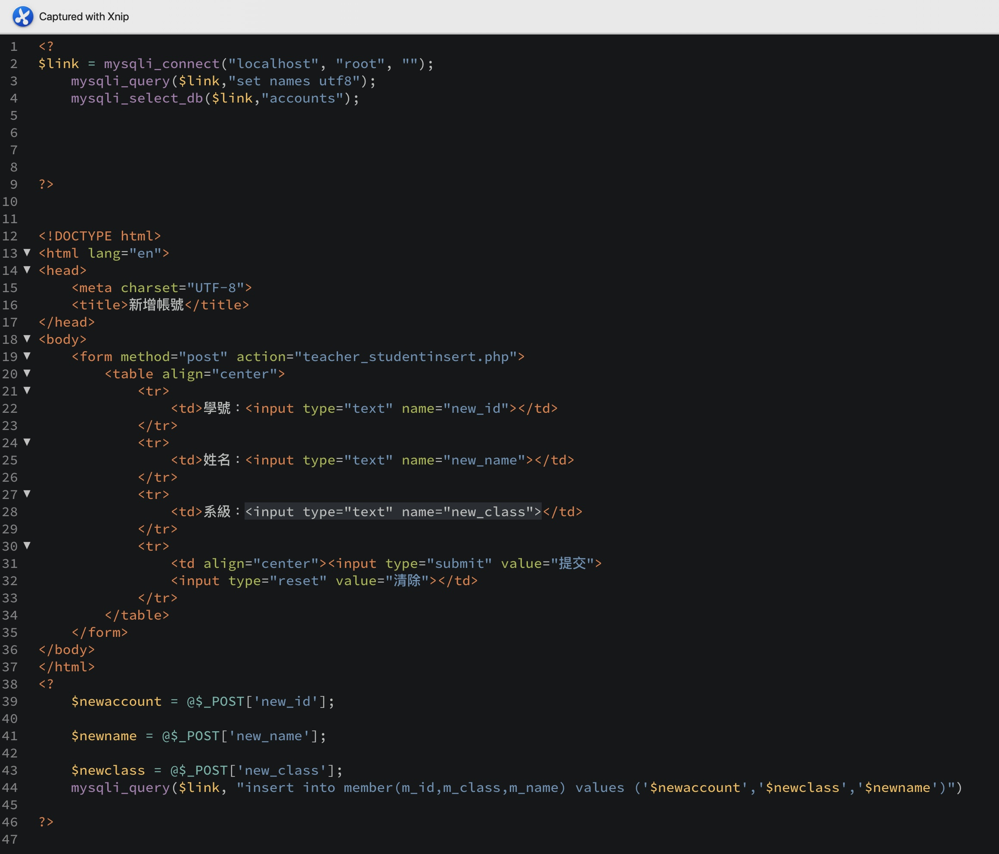 Captured with Xnip
1 <?
2 $link = mysqli_connect("localhost", "root", "");
3 mysqli_query($link,"set names utf8");
4 mysqli_select_db($link,"accounts");
5
6
7
8
9 ?>
10
11
12 <!DOCTYPE html>
13 ▼ <html lang="en">
14 ▼ <head>
15 <meta charset="UTF-8">
16 <title>新增帳號</title>
17 </head>
18 ▼ <body>
19 ▼ <form method="post" action="teacher_studentinsert.php">
20 ▼ <table align="center">
21 ▼ <tr>
22 <td>學號：<input type="text" name="new_id"></td>
23 </tr>
24 ▼ <tr>
25 <td>姓名：<input type="text" name="new_name"></td>
26 </tr>
27 ▼ <tr>
28 <td>系級：<input type="text" name="new_class"></td>
29 </tr>
30 ▼ <tr>
31 <td align="center"><input type="submit" value="提交">
32 <input type="reset" value="清除"></td>
33 </tr>
34 </table>
35 </form>
36 </body>
37 </html>
38 <?
39 $newaccount = @$_POST['new_id'];
40
41 $newname = @$_POST['new_name'];
42
43 $newclass = @$_POST['new_class'];
44 mysqli_query($link, "insert into member(m_id,m_class,m_name) values ('$newaccount','$newclass','$newname')")
45
46 ?>
47